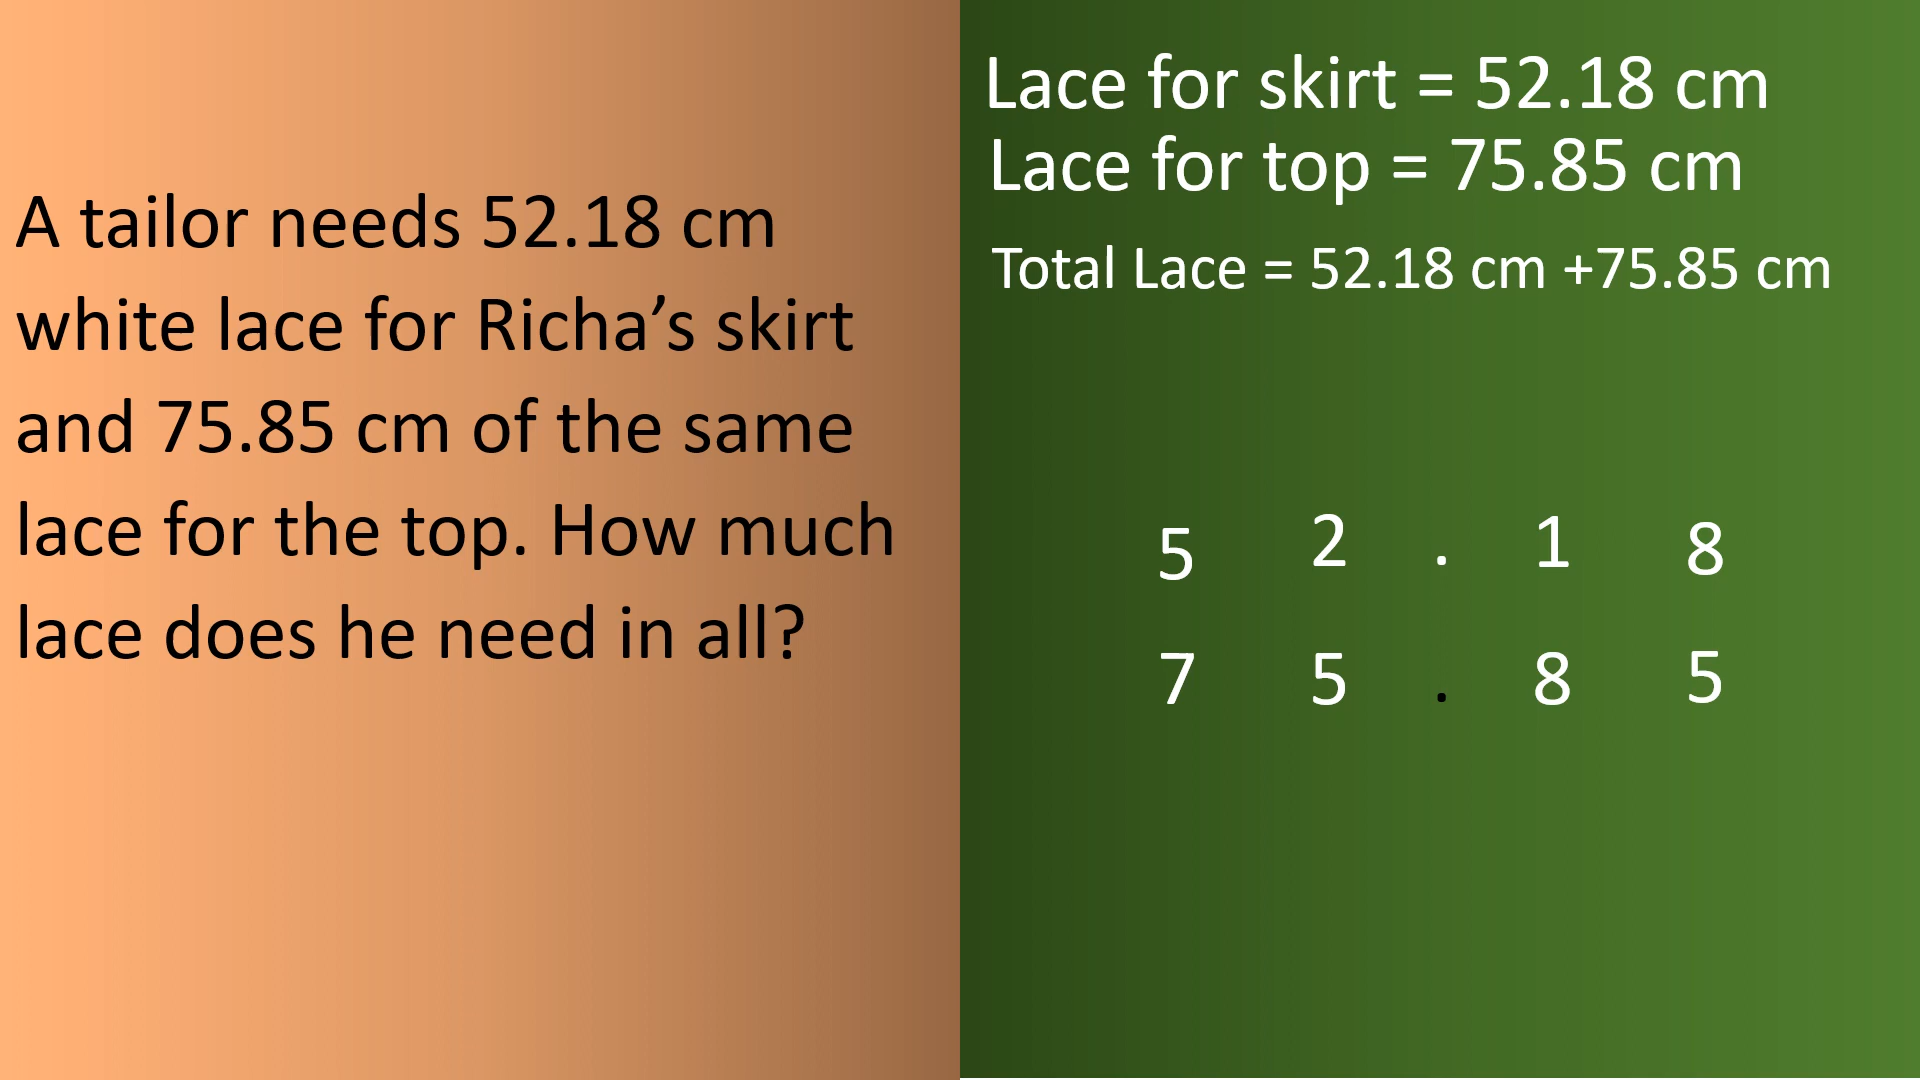 A tailor needs 52.18 cm
white lace for Richa’s skirt
and 75.85 cm of the same
lace for the top. How much
lace does he need in all?
Lace for skirt = 52.18 cm
Lace for top = 75.85 cm
Total Lace = 52.18 cm +75.85 cm
5 2 . 1 8
7 5 . 8 5